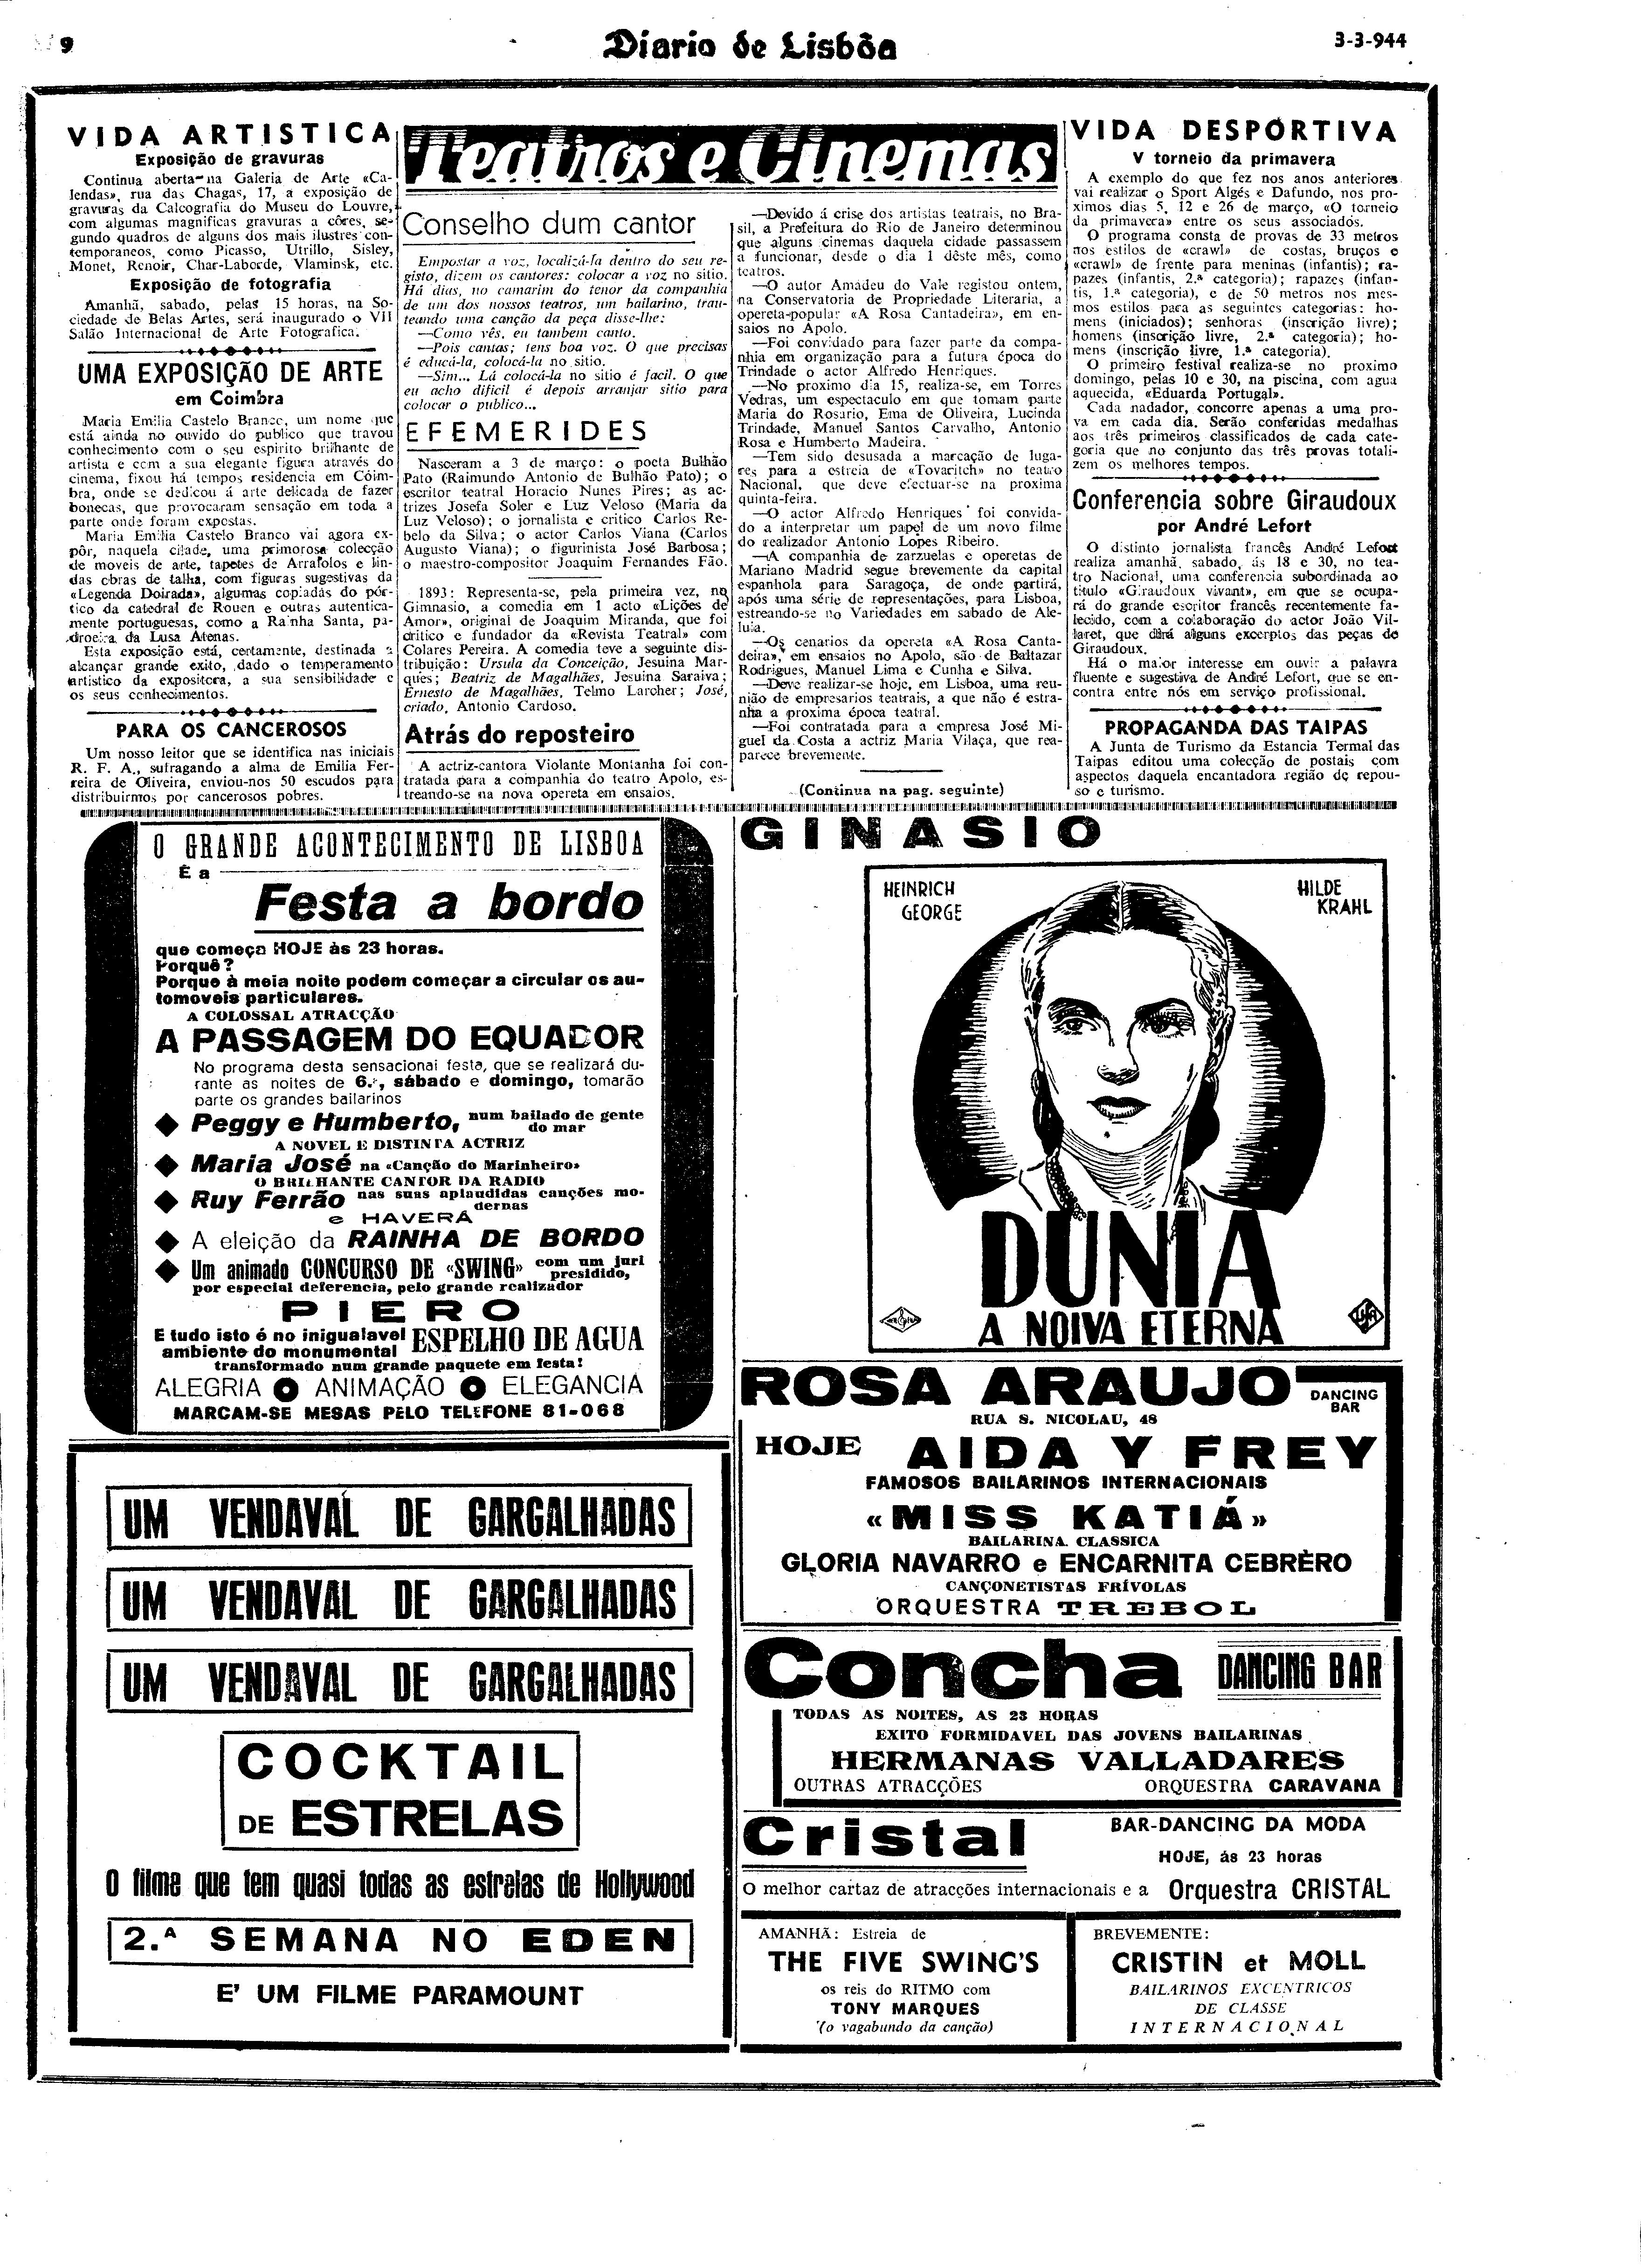 9
Diario de Lisbôa
3-3-944
VIDA ARTISTICA
Exposição de gravuras
Continua aberta na Galeria de Arte «Ca-
lendas», rua das Chagas, 17, a exposição de
gravuras da Calcografia do Museu do Louvre,
com algumas magnificas gravuras a côres, se-
gundo quadros de alguns dos mais ilustres con-
temporaneos, como Picasso, Utrillo, Sisley,
Monet, Renoir, Char-Laborde, Vlaminsk, etc.
Exposição de fotografia
Amanhã, sabado, pelas 15 horas, na So-
ciedade de Belas Artes, será inaugurado o VII
Salão Internacional de Arte Fotografica.
UMA EXPOSIÇÃO DE ARTE
em Coimbra
Maria Emilia Castelo Branco, um nome que
está ainda no ouvido do publico que travou
conhecimento com o seu espirito brilhante de
artista e com a sua elegante figura através do
cinema, fixou há tempos residencia em Coim-
bra, onde se dedicou á arte delicada de fazer
bonecas, que provocaram sensação em toda a
parte onde foram expostas.
Maria Emilia Castelo Branco vai agora ex-
pôr, naquela cidade, uma primorosa colecção
de moveis de arte, tapetes de Arraiolos e lin-
das obras de talha, com figuras sugestivas da
«Legenda Doirada», algumas copiadas do pór-
tico da catedral de Rouen e outras autentica-
mente portuguesas, como a Rainha Santa, pa-
droeira da Lusa Atenas.
Esta exposição está, certamente, destinada a
alcançar grande exito, dado o temperamento
artistico da expositora, a sua sensibilidade e
os seus conhecimentos.
PARA OS CANCEROSOS
Um nosso leitor que se identifica nas iniciais
R. F. A., sufragando a alma de Emilia Fer-
reira de Oliveira, enviou-nos 50 escudos para
distribuirmos por cancerosos pobres.
Teatros e Cinemas
Conselho dum cantor
Empostar a voz, localizá-la dentro do seu re-
gisto, dizem os cantores: colocar a voz no sitio.
Há dias, no camarim do tenor da companhia
de um dos nossos teatros, um bailarino, trau-
teando uma canção da peça disse-lhe:
—Como vês, eu tambem canto.
—Pois cantas; tens boa voz. O que precisas
é educá-la, colocá-la no sitio.
—Sim... Lá colocá-la no sitio é facil. O que
eu acho dificil é depois arranjar sitio para
colocar o publico...
EFEMERIDES
Nasceram a 3 de março: o poeta Bulhão
Pato (Raimundo Antonio de Bulhão Pato); o
escritor teatral Horacio Nunes Pires; as ac-
trizes Josefa Soler e Luz Veloso (Maria da
Luz Veloso); o jornalista e critico Carlos Re-
belo da Silva; o actor Carlos Viana (Carlos
Augusto Viana); o figurinista José Barbosa;
o maestro-compositor Joaquim Fernandes Fão.
1893: Representa-se, pela primeira vez, no
Gimnasio, a comedia em 1 acto «Lições de
Amor», original de Joaquim Miranda, que foi
critico e fundador da «Revista Teatral» com
Colares Pereira. A comedia teve a seguinte dis-
tribuição: Ursula da Conceição, Jesuina Mar-
ques; Beatriz de Magalhães, Jesuina Saraiva;
Ernesto de Magalhães, Telmo Larcher; José,
criado, Antonio Cardoso.
Atrás do reposteiro
A actriz-cantora Violante Montanha foi con-
tratada para a companhia do teatro Apolo, es-
treando-se na nova opereta em ensaios.
—Devido á crise dos artistas teatrais, no Bra-
sil, a Prefeitura do Rio de Janeiro determinou
que alguns cinemas daquela cidade passassem
a funcionar, desde o dia 1 dêste mês, como
teatros.
—O autor Amadeu do Vale registou ontem,
na Conservatoria de Propriedade Literaria, a
opereta-popular «A Rosa Cantadeira», em en-
saios no Apolo.
—Foi convidado para fazer parte da compa-
nhia em organização para a futura época do
Trindade o actor Alfredo Henriques.
—No proximo dia 15, realiza-se, em Torres
Vedras, um espectaculo em que tomam parte
Maria do Rosario, Ema de Oliveira, Lucinda
Trindade, Manuel Santos Carvalho, Antonio
Rosa e Humberto Madeira.
—Tem sido desusada a marcação de luga-
res para a estreia de «Tovaritch» no teatro
Nacional, que deve efectuar-se na proxima
quinta-feira.
—O actor Alfredo Henriques foi convida-
do a interpretar um papel de um novo filme
do realizador Antonio Lopes Ribeiro.
—A companhia de zarzuelas e operetas de
Mariano Madrid segue brevemente da capital
espanhola para Saragoça, de onde partirá,
após uma série de representações, para Lisboa,
estreando-se no Variedades em sabado de Ale-
luia.
—Os cenarios da opereta «A Rosa Canta-
deira», em ensaios no Apolo, são de Baltazar
Rodrigues, Manuel Lima e Cunha e Silva.
—Deve realizar-se hoje, em Lisboa, uma reu-
nião de empresarios teatrais, a que não é estra-
nha a proxima época teatral.
—Foi contratada para a empresa José Mi-
guel da Costa a actriz Maria Vilaça, que rea-
parece brevemente.
(Continua na pag. seguinte)
VIDA DESPORTIVA
V torneio da primavera
A exemplo do que fez nos anos anteriores
vai realizar o Sport Algés e Dafundo, nos pro-
ximos dias 5, 12 e 26 de março, «O torneio
da primavera» entre os seus associados.
O programa consta de provas de 33 metros
nos estilos de «crawl» de costas, bruços e
«crawl» de frente para meninas (infantis); ra-
pazes (infantis, 2.ª categoria); rapazes (infan-
tis, 1.ª categoria), e de 50 metros nos mes-
mos estilos para as seguintes categorias: ho-
mens (iniciados); senhoras (inscrição livre);
homens (inscrição livre, 2.ª categoria); ho-
mens (inscrição livre, 1.ª categoria).
O primeiro festival realiza-se no proximo
domingo, pelas 10 e 30, na piscina, com agua
aquecida, «Eduarda Portugal».
Cada nadador, concorre apenas a uma pro-
va em cada dia. Serão conferidas medalhas
aos três primeiros classificados de cada cate-
goria que no conjunto das três provas totali-
zem os melhores tempos.
Conferencia sobre Giraudoux
por André Lefort
O distinto jornalista francês André Lefort
realiza amanhã, sabado, ás 18 e 30, no tea-
tro Nacional, uma conferencia subordinada ao
titulo «Giraudoux vivant», em que se ocupa-
rá do grande escritor francês recentemente fa-
lecido, com a colaboração do actor João Vil-
laret, que dirá alguns excerptos das peças de
Giraudoux.
Há o maior interesse em ouvir a palavra
fluente e sugestiva de André Lefort, que se en-
contra entre nós em serviço profissional.
PROPAGANDA DAS TAIPAS
A Junta de Turismo da Estancia Termal das
Taipas editou uma colecção de postais com
aspectos daquela encantadora região de repou-
so e turismo.
O GRANDE ACONTECIMENTO DE LISBOA
É a
Festa a bordo
que começa HOJE às 23 horas.
Porquê?
Porque à meia noite podem começar a circular os au-
tomoveis particulares.
A COLOSSAL ATRACÇÃO
A PASSAGEM DO EQUADOR
No programa desta sensacional festa, que se realizará du-
rante as noites de 6.ª, sábado e domingo, tomarão
parte os grandes bailarinos
Peggy e Humberto, num bailado de gente
do mar
A NOVEL E DISTINTA ACTRIZ
Maria José na «Canção do Marinheiro»
O BRILHANTE CANTOR DA RADIO
Ruy Ferrão nas suas aplaudidas canções mo-
dernas
e HAVERÁ
A eleição da RAINHA DE BORDO
Um animado CONCURSO DE «SWING» com um juri
presidido,
por especial deferencia, pelo grande realizador
PIERO
E tudo isto é no inigualavel
ambiente do monumental ESPELHO DE AGUA
transformado num grande paquete em festa!
ALEGRIA ANIMAÇÃO ELEGANCIA
MARCAM-SE MESAS PELO TELEFONE 81-068
UM VENDAVAL DE GARGALHADAS
UM VENDAVAL DE GARGALHADAS
UM VENDAVAL DE GARGALHADAS
COCKTAIL
DE ESTRELAS
O filme que tem quasi todas as estrelas de Hollywood
2.ª SEMANA NO EDEN
E' UM FILME PARAMOUNT
GINASIO
HEINRICH
GEORGE
HILDE
KRAHL
DUNIA
A NOIVA ETERNA
UFA
ROSA ARAUJO
DANCING
BAR
RUA S. NICOLAU, 48
HOJE AIDA Y FREY
FAMOSOS BAILARINOS INTERNACIONAIS
«MISS KATIÁ»
BAILARINA CLASSICA
GLORIA NAVARRO e ENCARNITA CEBRÈRO
CANÇONETISTAS FRÍVOLAS
ORQUESTRA TREBOL
Concha DANCING BAR
TODAS AS NOITES, AS 23 HORAS
EXITO FORMIDAVEL DAS JOVENS BAILARINAS
HERMANAS VALLADARES
OUTRAS ATRACÇÕES ORQUESTRA CARAVANA
Cristal
BAR-DANCING DA MODA
HOJE, ás 23 horas
O melhor cartaz de atracções internacionais e a Orquestra CRISTAL
AMANHÃ: Estreia de
THE FIVE SWING'S
os reis do RITMO com
TONY MARQUES
(o vagabundo da canção)
BREVEMENTE:
CRISTIN et MOLL
BAILARINOS EXCENTRICOS
DE CLASSE
INTERNACIONAL